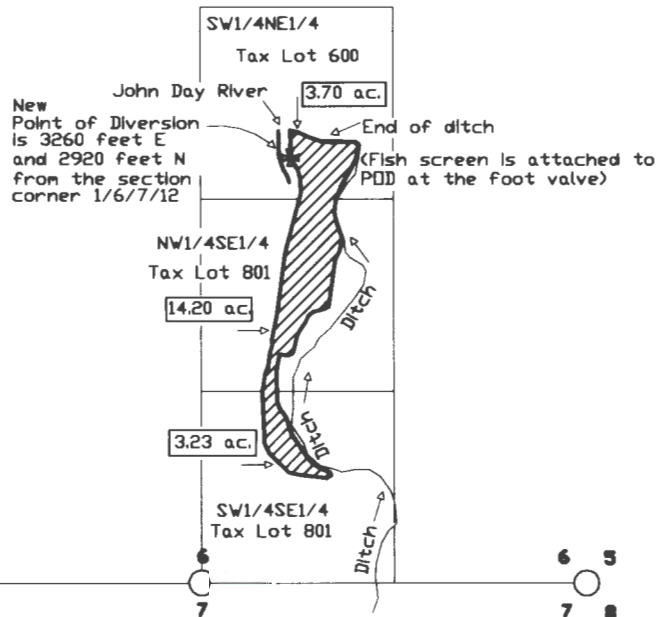 SW1/4NE1/4
Tax Lot 600
John Day River
3.70 ac.
New
Point of Diversion
is 3260 feet E
and 2920 feet N
from the section
corner 1/6/7/12
End of ditch
(Fish screen is attached to
POD at the foot valve)
NW1/4SE1/4
Tax Lot 801
14.20 ac.
Ditch
Ditch
3.23 ac.
SW1/4SE1/4
Tax Lot 801
Ditch
6
7
6 5
7 8